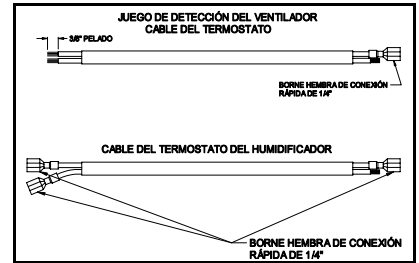 JUEGO DE DETECCIÓN DEL VENTILADOR
CABLE DEL TERMOSTATO
3/8" PELADO
BORNE HEMBRA DE CONEXIÓN
RÁPIDA DE 1/4"
CABLE DEL TERMOSTATO DEL HUMIDIFICADOR
BORNE HEMBRA DE CONEXIÓN
RÁPIDA DE 1/4"